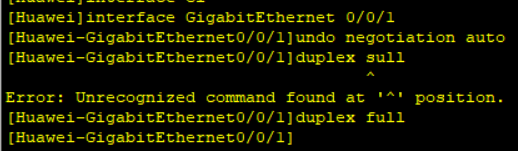 [Huawei]interface GigabitEthernet 0/0/1
[Huawei-GigabitEthernet0/0/1]undo negotiation auto
[Huawei-GigabitEthernet0/0/1]duplex sull
^
Error: Unrecognized command found at '^' position.
[Huawei-GigabitEthernet0/0/1]duplex full
[Huawei-GigabitEthernet0/0/1]